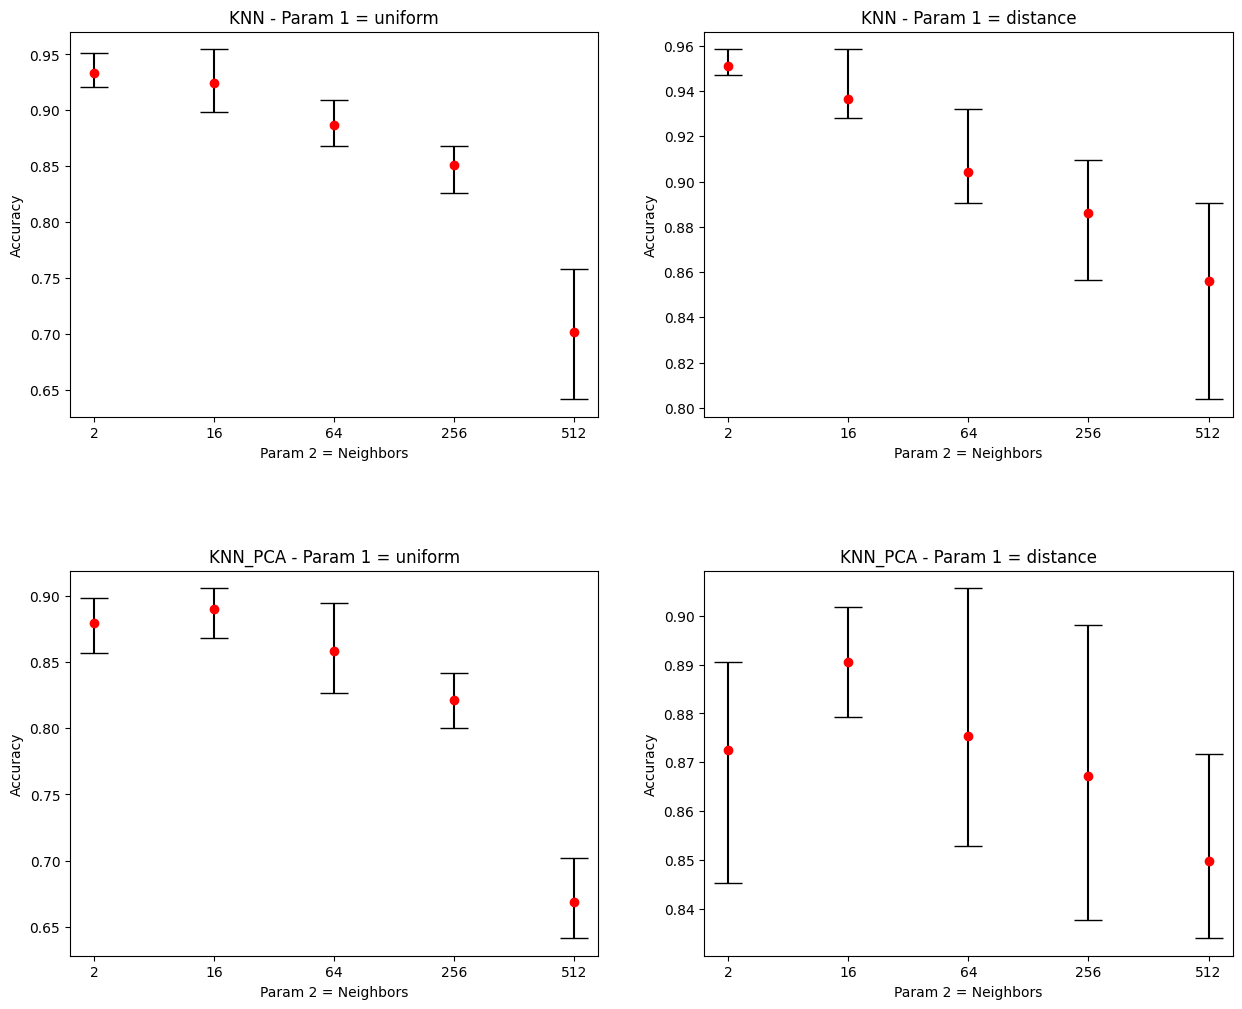 KNN - Param 1 = uniform
0.95
0.90
0.85
0.80
0.75
0.70
0.65
Accuracy
2 16 64 256 512
Param 2 = Neighbors
KNN - Param 1 = distance
0.96
0.94
0.92
0.90
0.88
0.86
0.84
0.82
0.80
Accuracy
2 16 64 256 512
Param 2 = Neighbors
KNN_PCA - Param 1 = uniform
0.90
0.85
0.80
0.75
0.70
0.65
Accuracy
2 16 64 256 512
Param 2 = Neighbors
KNN_PCA - Param 1 = distance
0.90
0.89
0.88
0.87
0.86
0.85
0.84
Accuracy
2 16 64 256 512
Param 2 = Neighbors